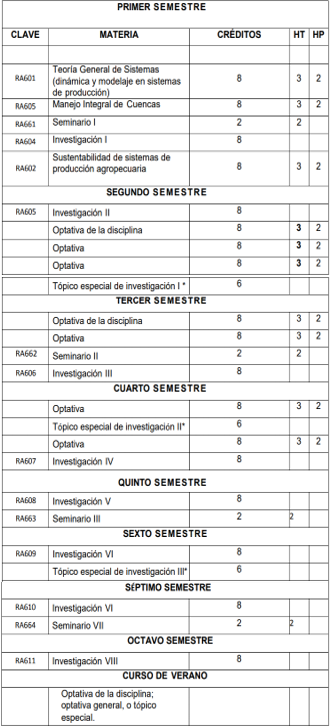 PRIMER SEMESTRE
CLAVE MATERIA CRÉDITOS HT HP
RA601 Teoría General de Sistemas (dinámica y modelaje en sistemas de producción) 8 3 2
RA605 Manejo Integral de Cuencas 8 3 2
RA661 Seminario I 2 2
RA604 Investigación I 8
RA602 Sustentabilidad de sistemas de producción agropecuaria 8 3 2
SEGUNDO SEMESTRE
RA605 Investigación II 8
Optativa de la disciplina 8 3 2
Optativa 8 3 2
Optativa 8 3 2
Tópico especial de investigación I * 6
TERCER SEMESTRE
Optativa de la disciplina 8 3 2
Optativa 8 3 2
RA662 Seminario II 2 2
RA606 Investigación III 8
CUARTO SEMESTRE
Optativa 8 3 2
Tópico especial de investigación II* 6
Optativa 8 3 2
RA607 Investigación IV 8
QUINTO SEMESTRE
RA608 Investigación V 8
RA663 Seminario III 2 2
SEXTO SEMESTRE
RA609 Investigación VI 8
Tópico especial de investigación III* 6
SÉPTIMO SEMESTRE
RA610 Investigación VI 8
RA664 Seminario VII 2 2
OCTAVO SEMESTRE
RA611 Investigación VIII 8
CURSO DE VERANO
Optativa de la disciplina;
optativa general, o tópico
especial.